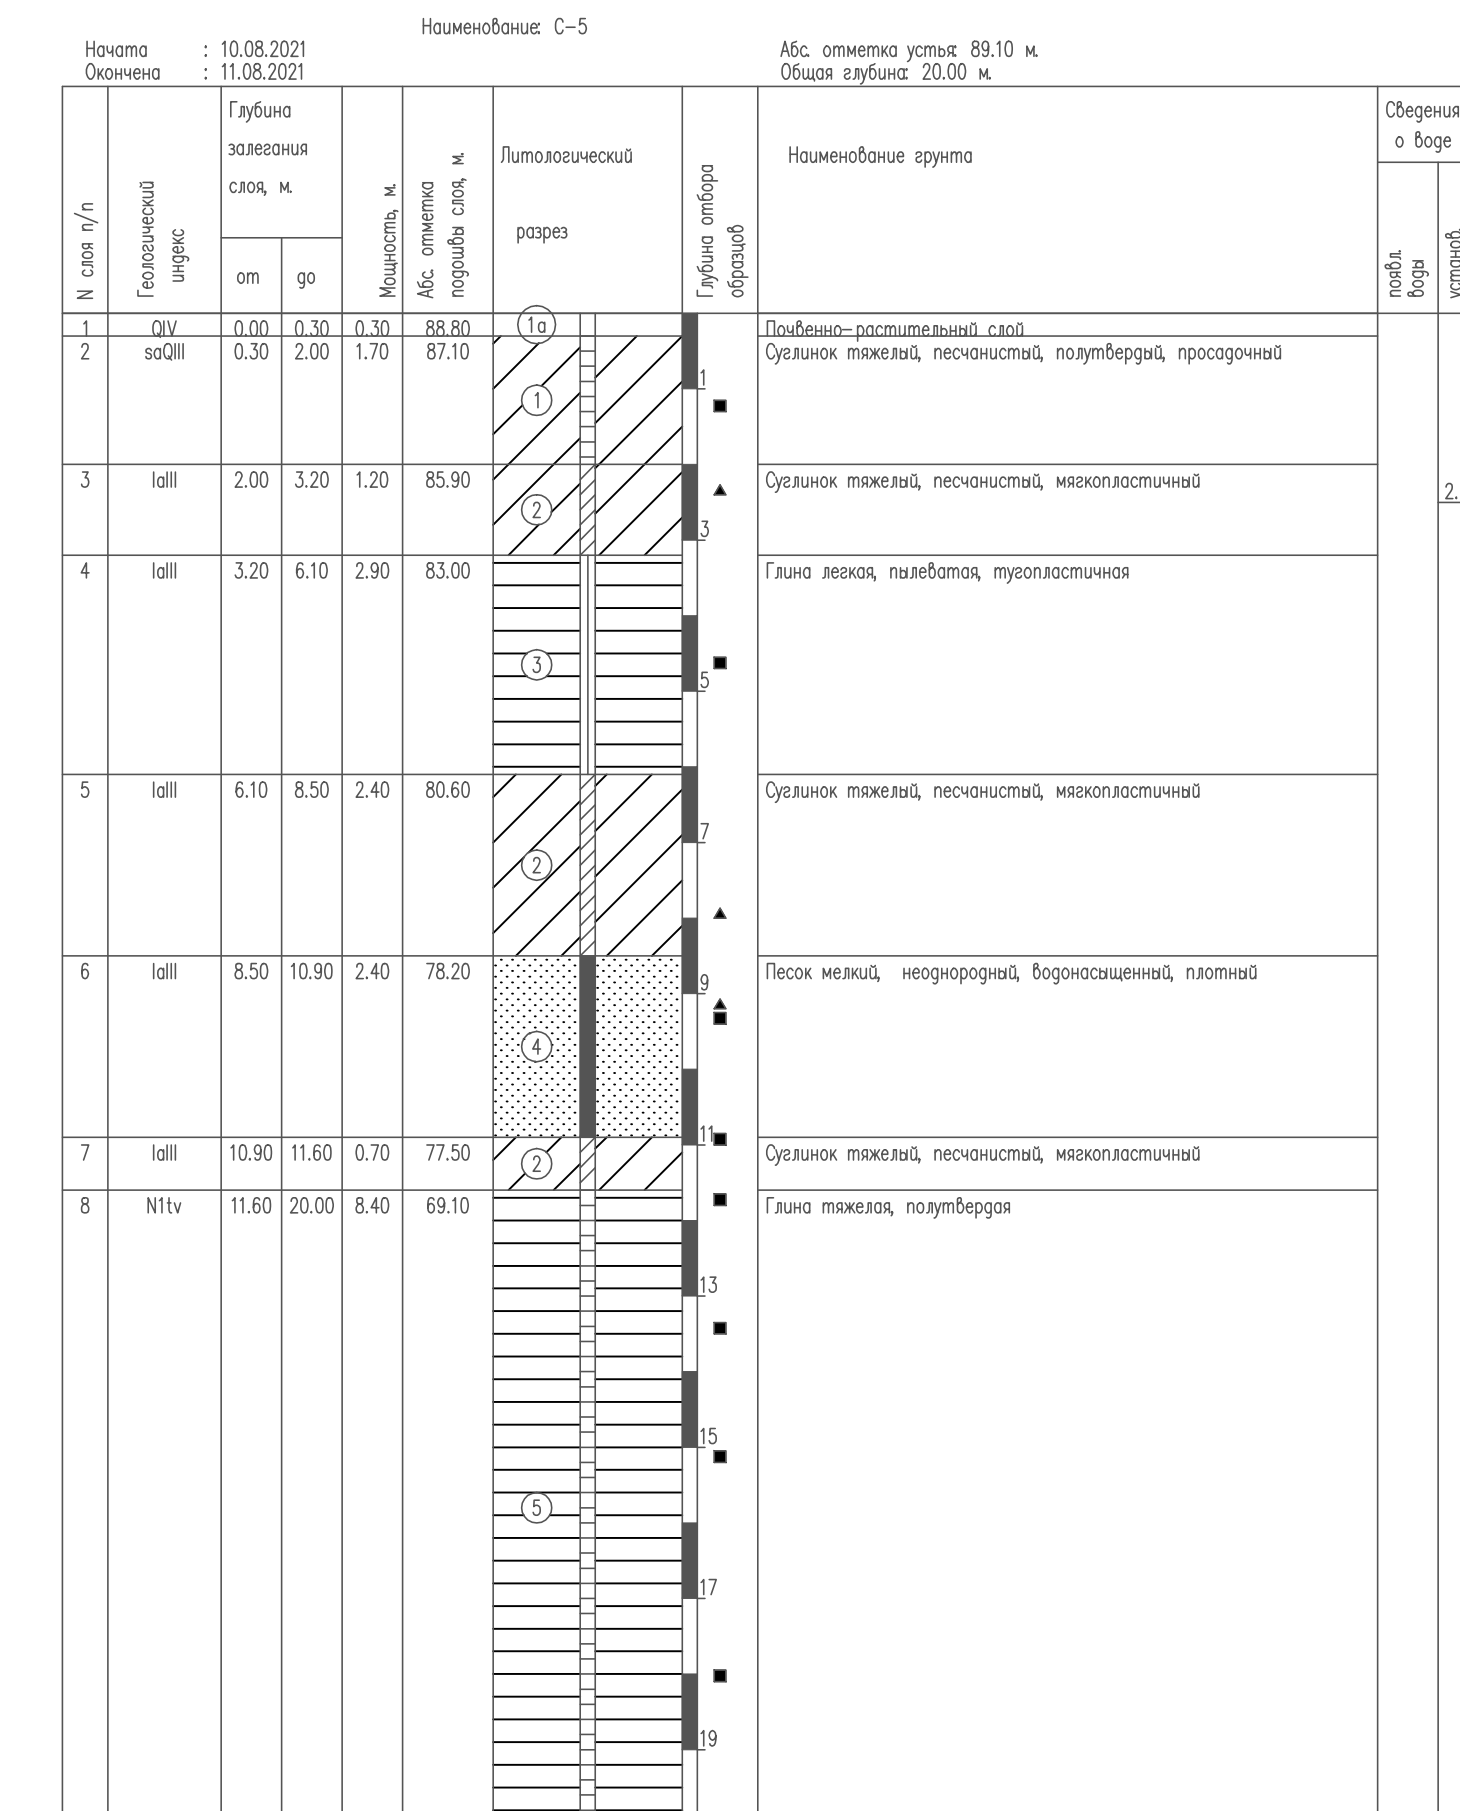 Наименование: С-5
Начата : 10.08.2021
Окончена : 11.08.2021
Абс. отметка устья: 89.10 м.
Общая глубина: 20.00 м.
N слоя п/п
Геологический
индекс
Глубина
залегания
слоя, м.
от
до
Мощность, м.
Абс. отметка
подошвы слоя, м.
Литологический
разрез
Глубина отбора
образцов
Наименование грунта
Сведения
о воде
появл.
воды
установ.
1 QIV 0.00 0.30 0.30 88.80 1а Почвенно-растительный слой
2 saQIII 0.30 2.00 1.70 87.10 Суглинок тяжелый, песчанистый, полутвердый, просадочный
1
1
3 laIII 2.00 3.20 1.20 85.90 Суглинок тяжелый, песчанистый, мягкопластичный
2.
2
3
4 laIII 3.20 6.10 2.90 83.00 Глина легкая, пылеватая, тугопластичная
3
5
5 laIII 6.10 8.50 2.40 80.60 Суглинок тяжелый, песчанистый, мягкопластичный
7
2
6 laIII 8.50 10.90 2.40 78.20 Песок мелкий, неоднородный, водонасыщенный, плотный
9
4
11
7 laIII 10.90 11.60 0.70 77.50 2 Суглинок тяжелый, песчанистый, мягкопластичный
8 N1tv 11.60 20.00 8.40 69.10 Глина тяжелая, полутвердая
13
15
5
17
19